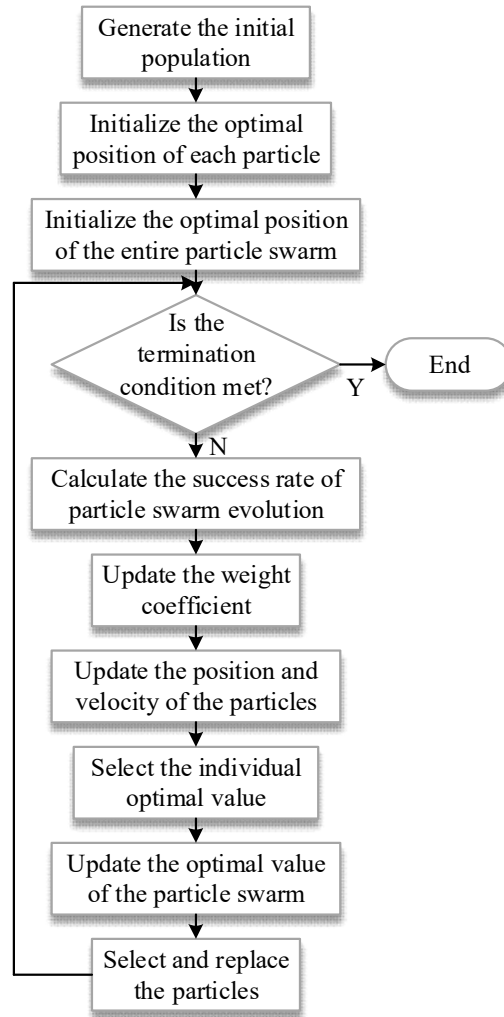 Generate the initial
population
Initialize the optimal
position of each particle
Initialize the optimal position
of the entire particle swarm
Is the
termination
condition met?
Y
End
N
Calculate the success rate of
particle swarm evolution
Update the weight
coefficient
Update the position and
velocity of the particles
Select the individual
optimal value
Update the optimal value
of the particle swarm
Select and replace
the particles